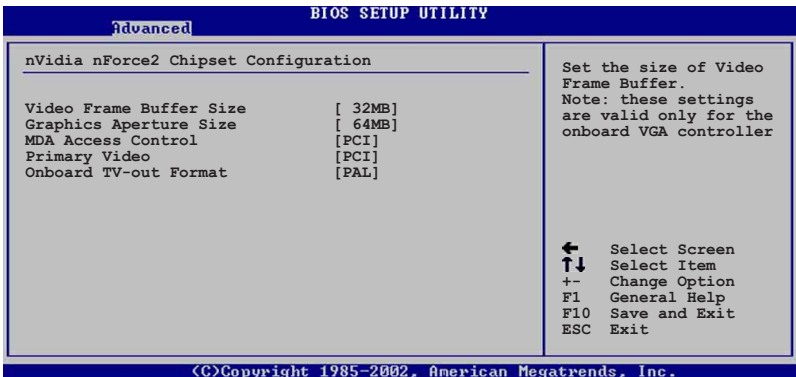 BIOS SETUP UTILITY
Advanced
nVidia nForce2 Chipset Configuration
Video Frame Buffer Size [ 32MB]
Graphics Aperture Size [ 64MB]
MDA Access Control [PCI]
Primary Video [PCI]
Onboard TV-out Format [PAL]
Set the size of Video
Frame Buffer.
Note: these settings
are valid only for the
onboard VGA controller
← Select Screen
↑↓ Select Item
+- Change Option
F1 General Help
F10 Save and Exit
ESC Exit
(C)Copyright 1985-2002, American Megatrends, Inc.